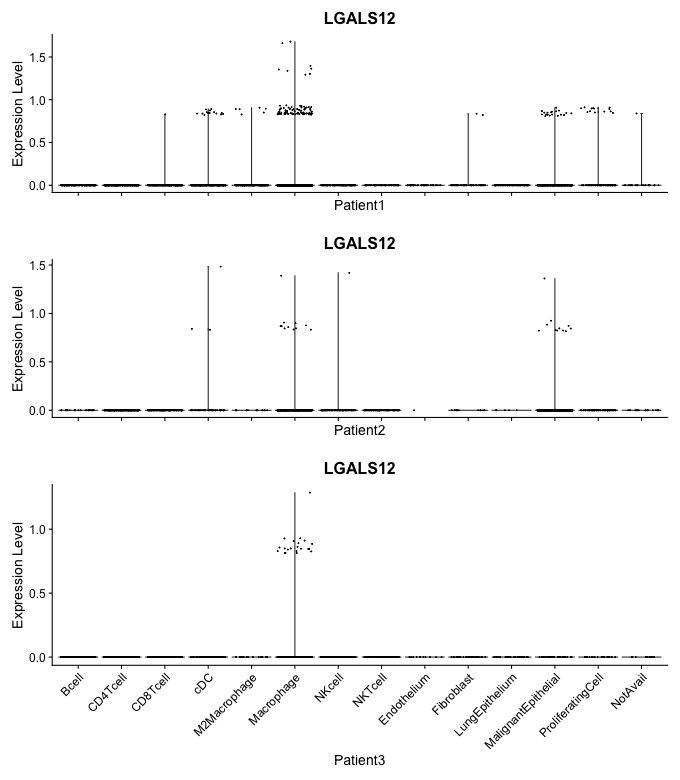 LGALS12
Expression Level
1.5
1.0
0.5
0.0
Patient1
LGALS12
Expression Level
1.5
1.0
0.5
0.0
Patient2
LGALS12
Expression Level
1.0
0.5
0.0
Bcell
CD4Tcell
CD8Tcell
cDC
M2Macrophage
Macrophage
NKcell
NKTcell
Endothelium
Fibroblast
LungEpithelium
MalignantEpithelial
ProliferatingCell
NotAvail
Patient3